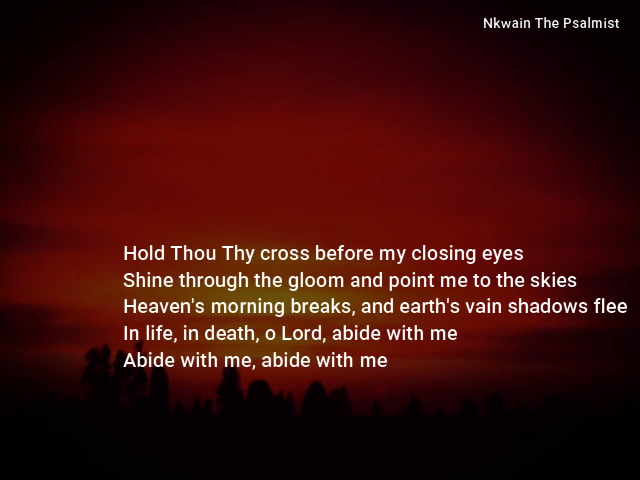 Nkwain The Psalmist
Hold Thou Thy cross before my closing eyes
Shine through the gloom and point me to the skies
Heaven's morning breaks, and earth's vain shadows flee
In life, in death, o Lord, abide with me
Abide with me, abide with me